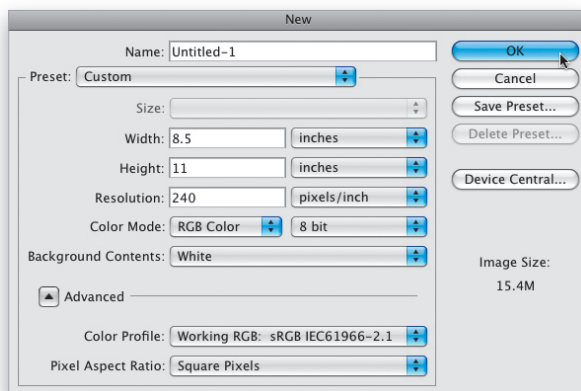 New
Name: Untitled-1
OK
Preset: Custom
Cancel
Size:
Save Preset...
Width: 8.5 inches
Delete Preset...
Height: 11 inches
Resolution: 240 pixels/inch
Device Central...
Color Mode: RGB Color 8 bit
Background Contents: White
Image Size:
15.4M
Advanced
Color Profile: Working RGB: sRGB IEC61966-2.1
Pixel Aspect Ratio: Square Pixels